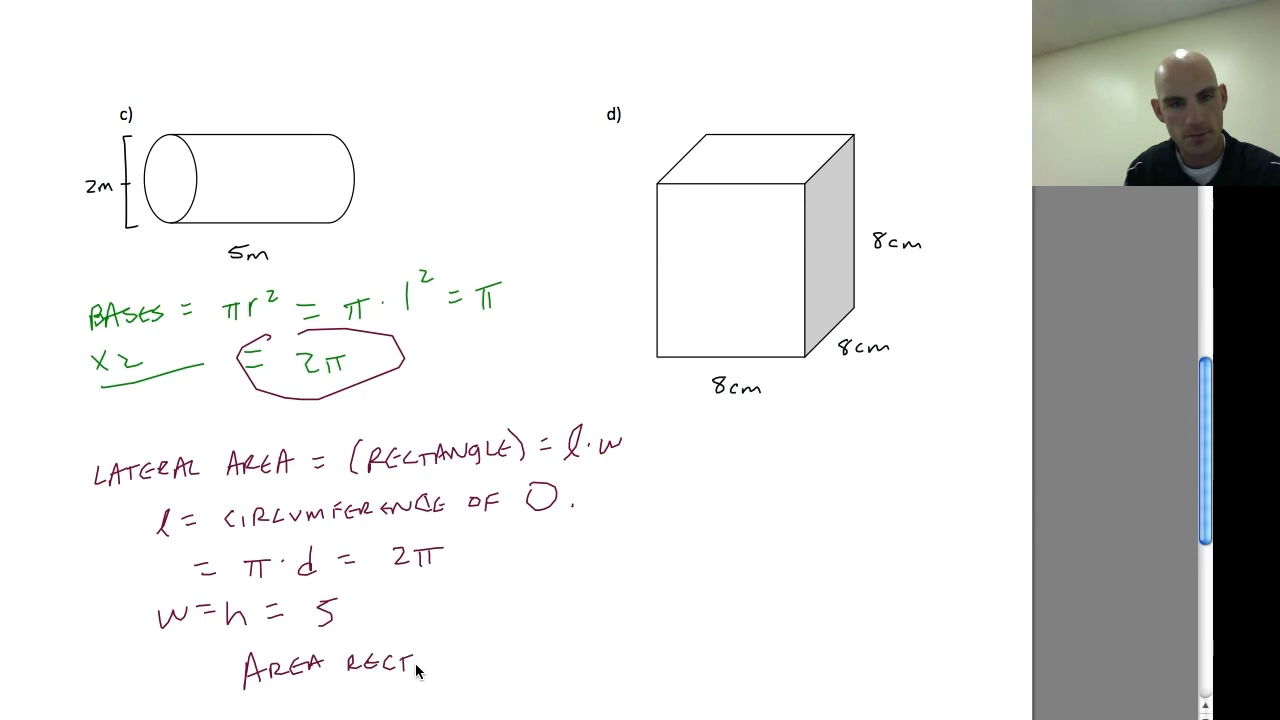 c)
2m
5m
BASES = πr² = π · 1² = π
x2 = 2π
LATERAL AREA = (RECTANGLE) = l · w
l = CIRCUMFERENCE OF O.
= π · d = 2π
w = h = 5
AREA RECT
d)
8cm
8cm
8cm